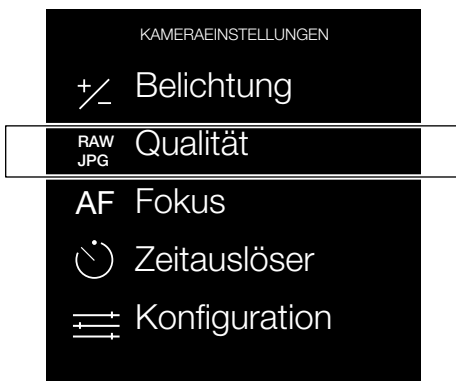 KAMERAEINSTELLUNGEN
+/- Belichtung
RAW JPG Qualität
AF Fokus
Zeitauslöser
Konfiguration